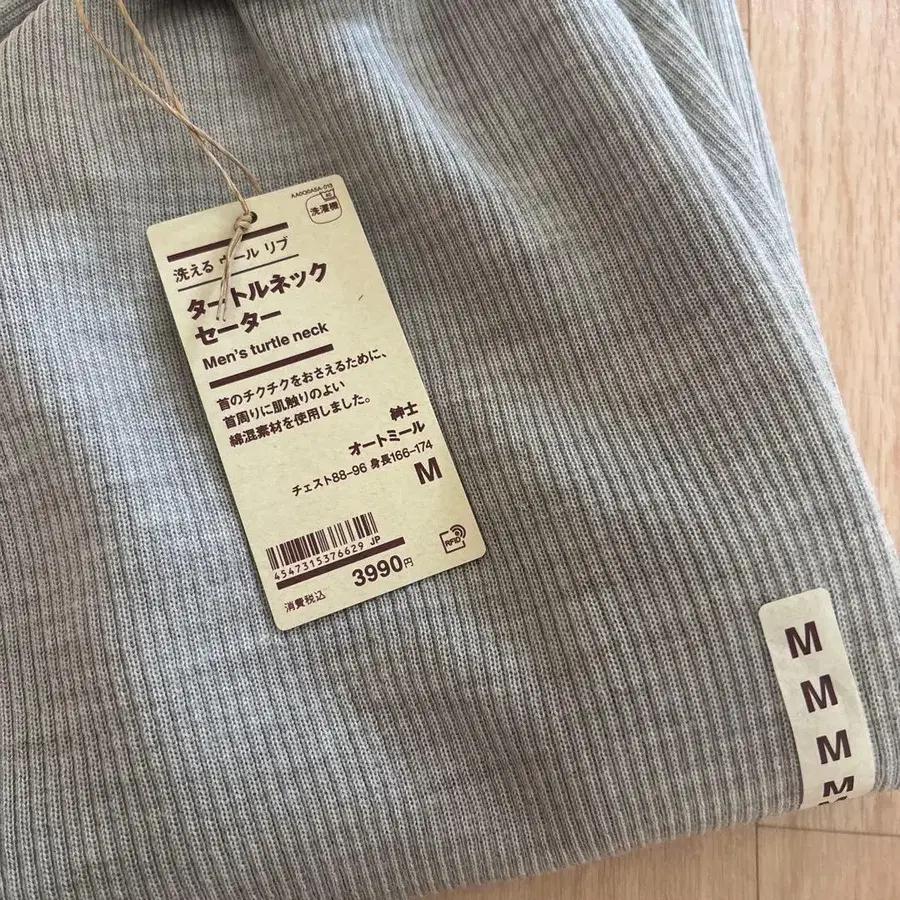 AA0Q0A5A-013
40
洗濯機
洗える ウール リブ
タートルネック
セーター
Men's turtle neck
首のチクチクをおさえるために、
首周りに肌触りのよい
綿混素材を使用しました。
紳士
オートミール
チェスト88–96 身長166–174
M
4547315376629 JP
RFID
消費税込 3990円
M
M
M
M
M